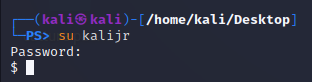 ┌──(kali㉿kali)-[/home/kali/Desktop]
└─PS> su kalijr
Password:
$